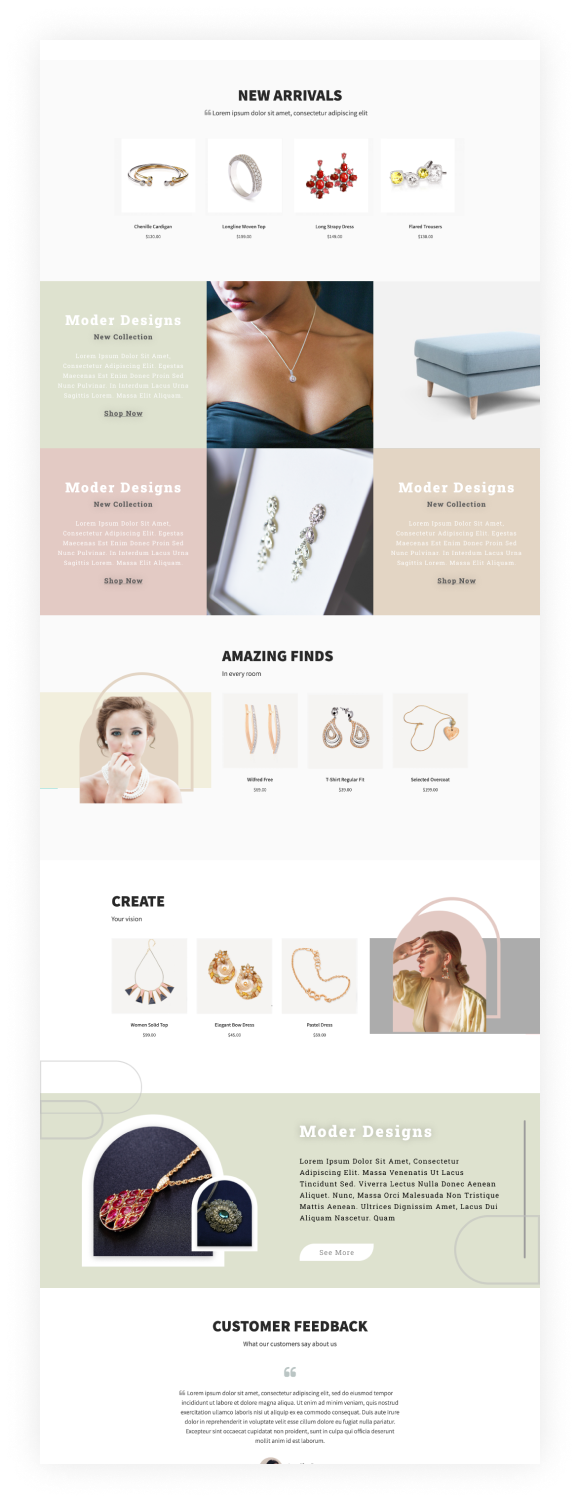 NEW ARRIVALS
❝ Lorem ipsum dolor sit amet, consectetur adipiscing elit
Chenille Cardigan
$130.00
Longline Woven Top
$199.00
Long Strapy Dress
$148.00
Flared Trousers
$138.00
Moder Designs
New Collection
Lorem Ipsum Dolor Sit Amet,
Consectetur Adipiscing Elit. Egestas
Maecenas Est Enim Donec Proin Sed
Nunc Pulvinar. In Interdum Lacus Urna
Sagittis Lorem. Massa Elit Aliquam
Shop Now
Moder Designs
New Collection
Lorem Ipsum Dolor Sit Amet,
Consectetur Adipiscing Elit. Egestas
Maecenas Est Enim Donec Proin Sed
Nunc Pulvinar. In Interdum Lacus Urna
Sagittis Lorem. Massa Elit Aliquam
Shop Now
Moder Designs
New Collection
Lorem Ipsum Dolor Sit Amet,
Consectetur Adipiscing Elit. Egestas
Maecenas Est Enim Donec Proin Sed
Nunc Pulvinar. In Interdum Lacus Urna
Sagittis Lorem. Massa Elit Aliquam
Shop Now
AMAZING FINDS
In every room
Wilfred Free
$69.00
T-Shirt Regular Fit
$39.00
Selected Overcoat
$199.00
CREATE
Your vision
Women Solid Top
$99.00
Elegant Bow Dress
$45.00
Pastel Dress
$59.00
Moder Designs
Lorem Ipsum Dolor Sit Amet, Consectetur
Adipiscing Elit. Massa Venenatis Ut Lacus
Tincidunt Sed. Viverra Lectus Nulla Donec Aenean
Aliquet. Nunc, Massa Orci Malesuada Non Tristique
Mattis Aenean. Ultrices Dignissim Amet, Lacus Dui
Aliquam Nascetur. Quam
See More
CUSTOMER FEEDBACK
What our customers say about us
❝
❝ Lorem ipsum dolor sit amet, consectetur adipiscing elit, sed do eiusmod tempor
incididunt ut labore et dolore magna aliqua. Ut enim ad minim veniam, quis nostrud
exercitation ullamco laboris nisi ut aliquip ex ea commodo consequat. Duis aute irure
dolor in reprehenderit in voluptate velit esse cillum dolore eu fugiat nulla pariatur.
Excepteur sint occaecat cupidatat non proident, sunt in culpa qui officia deserunt
mollit anim id est laborum.